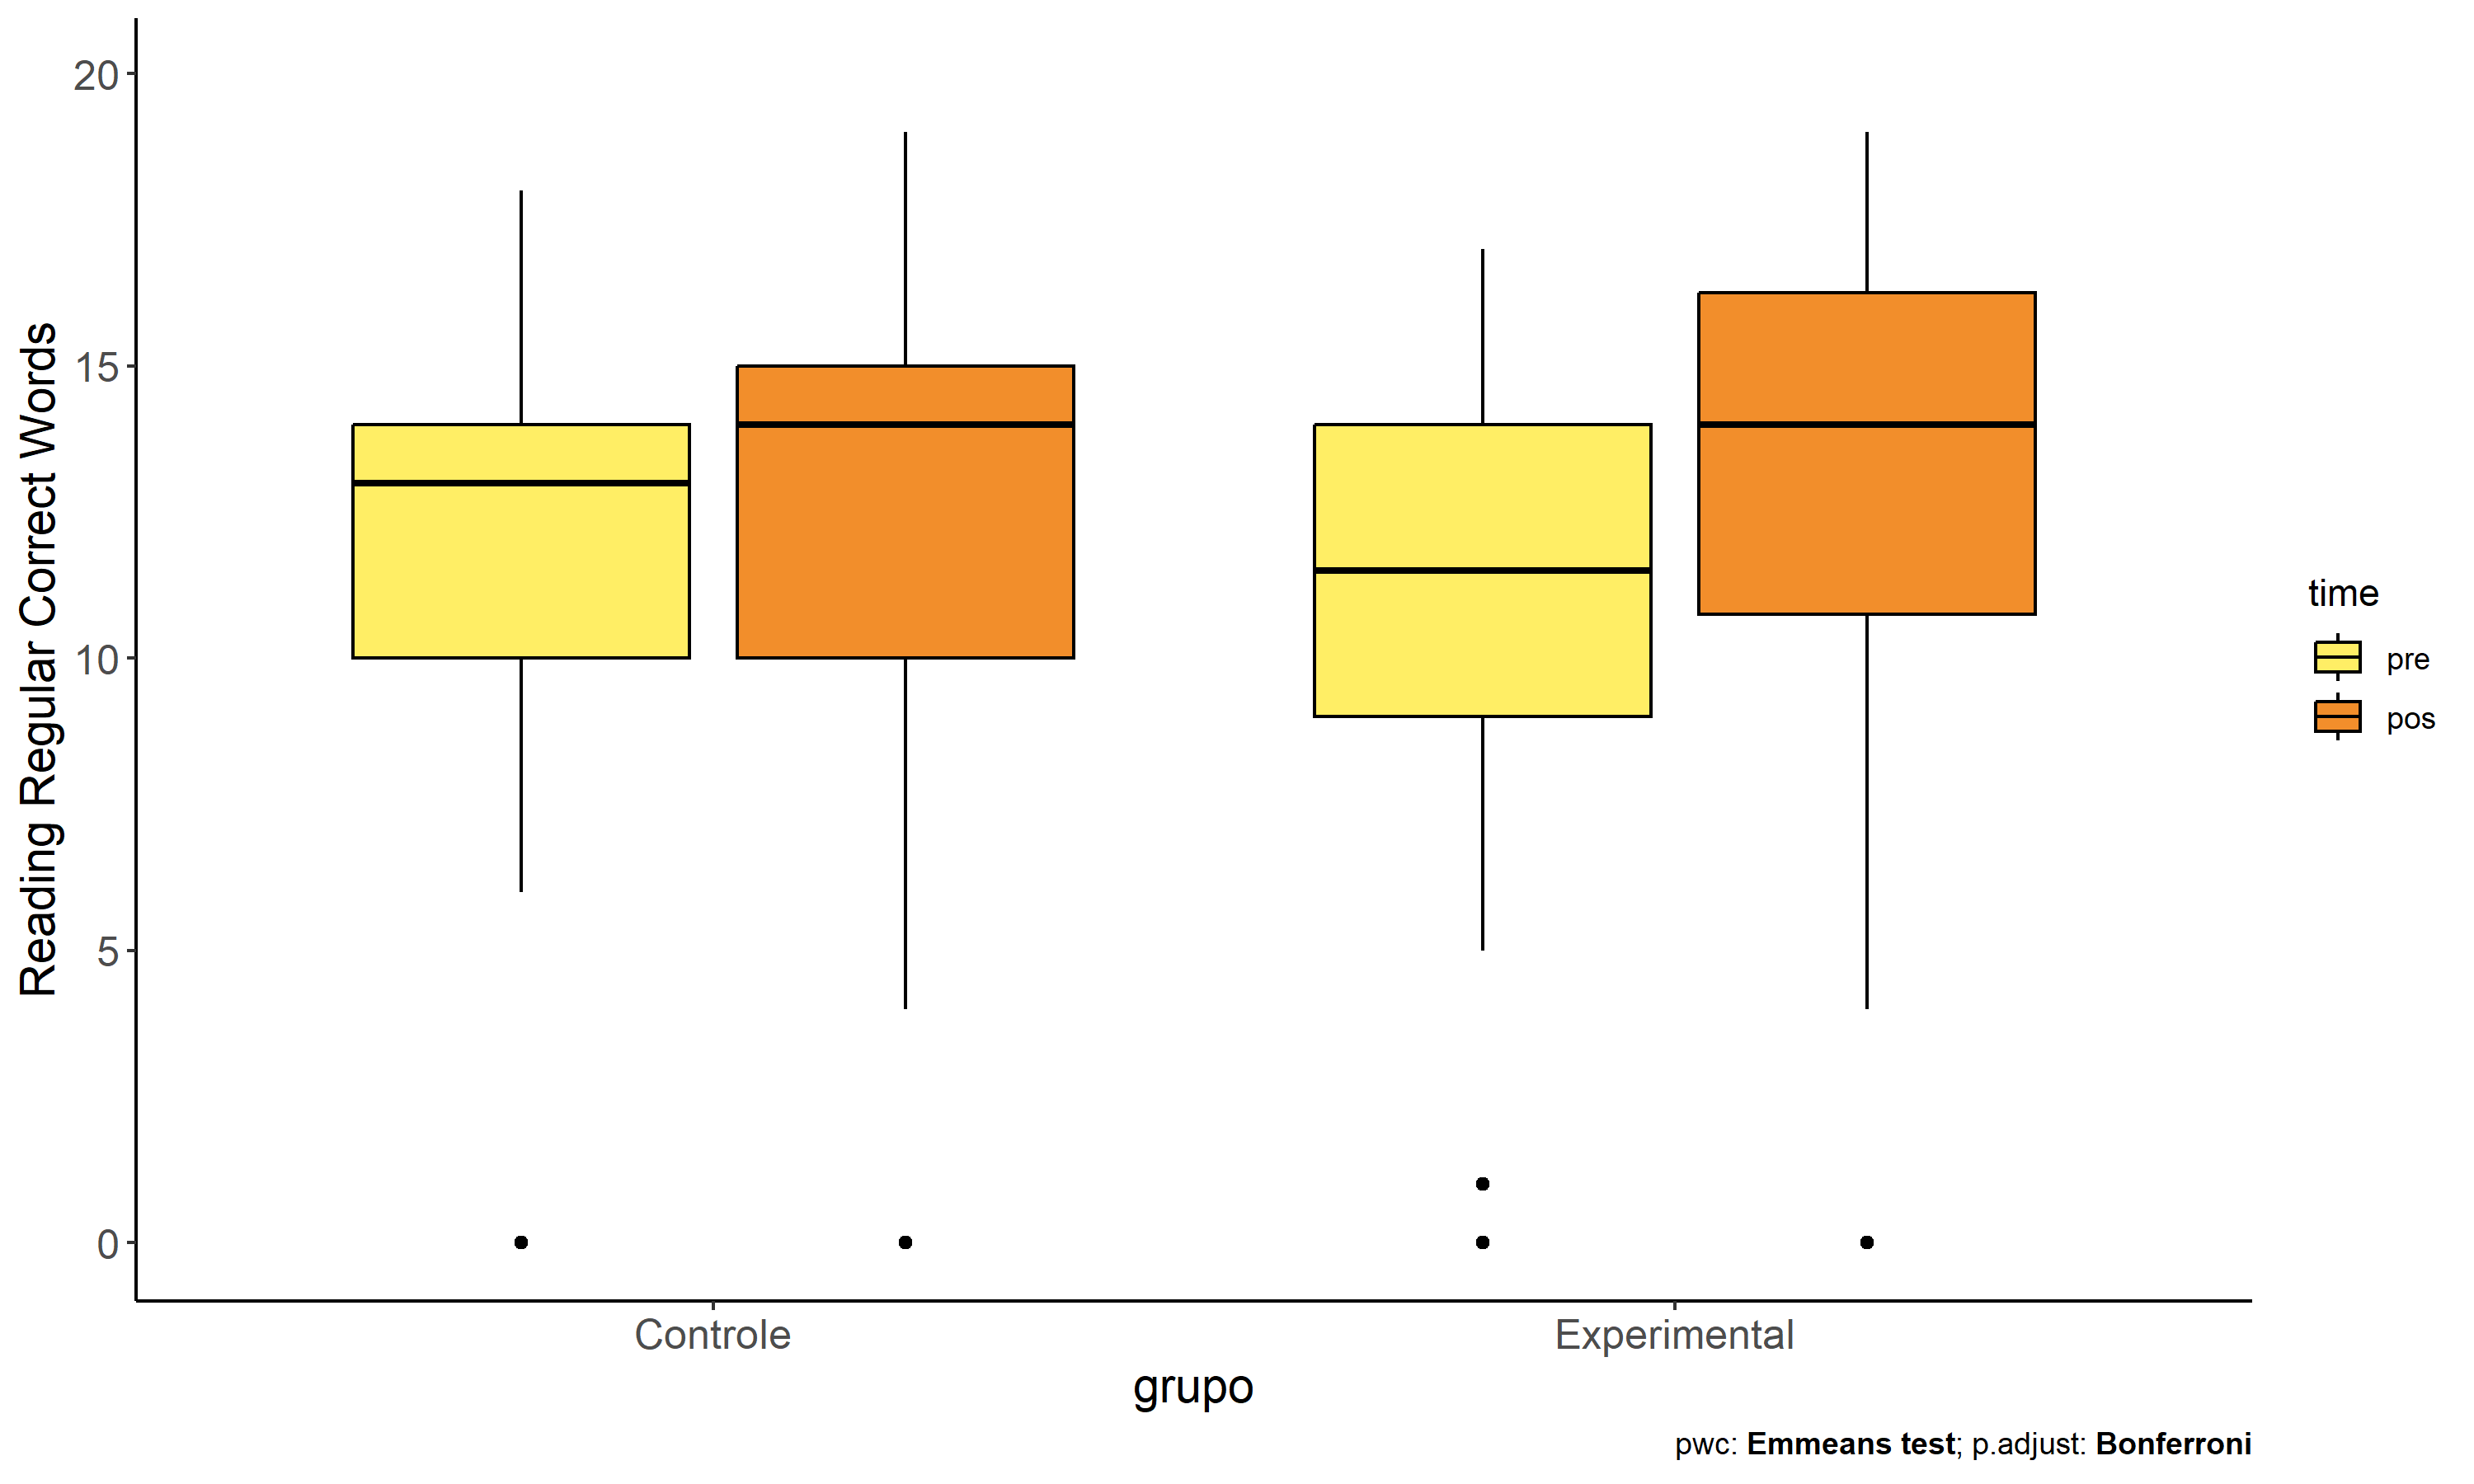 Reading Regular Correct Words
20
15
10
5
0
Controle
Experimental
grupo
time
pre
pos
pwc: Emmeans test; p.adjust: Bonferroni